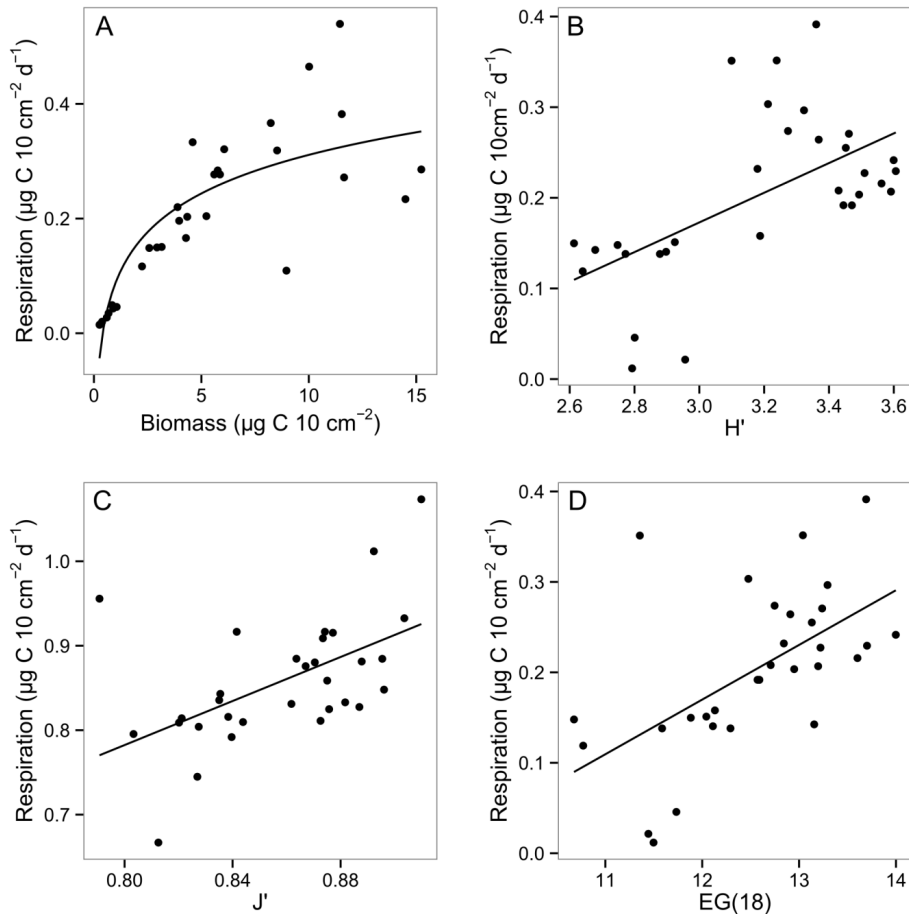 A
Respiration (µg C 10 cm⁻² d⁻¹)
0.4
0.2
0.0
0 5 10 15
Biomass (µg C 10 cm⁻²)
B
Respiration (µg C 10cm⁻² d⁻¹)
0.4
0.3
0.2
0.1
0.0
2.6 2.8 3.0 3.2 3.4 3.6
H'
C
Respiration (µg C 10 cm⁻² d⁻¹)
1.0
0.9
0.8
0.7
0.80 0.84 0.88
J'
D
Respiration (µg C 10 cm⁻² d⁻¹)
0.4
0.3
0.2
0.1
0.0
11 12 13 14
EG(18)